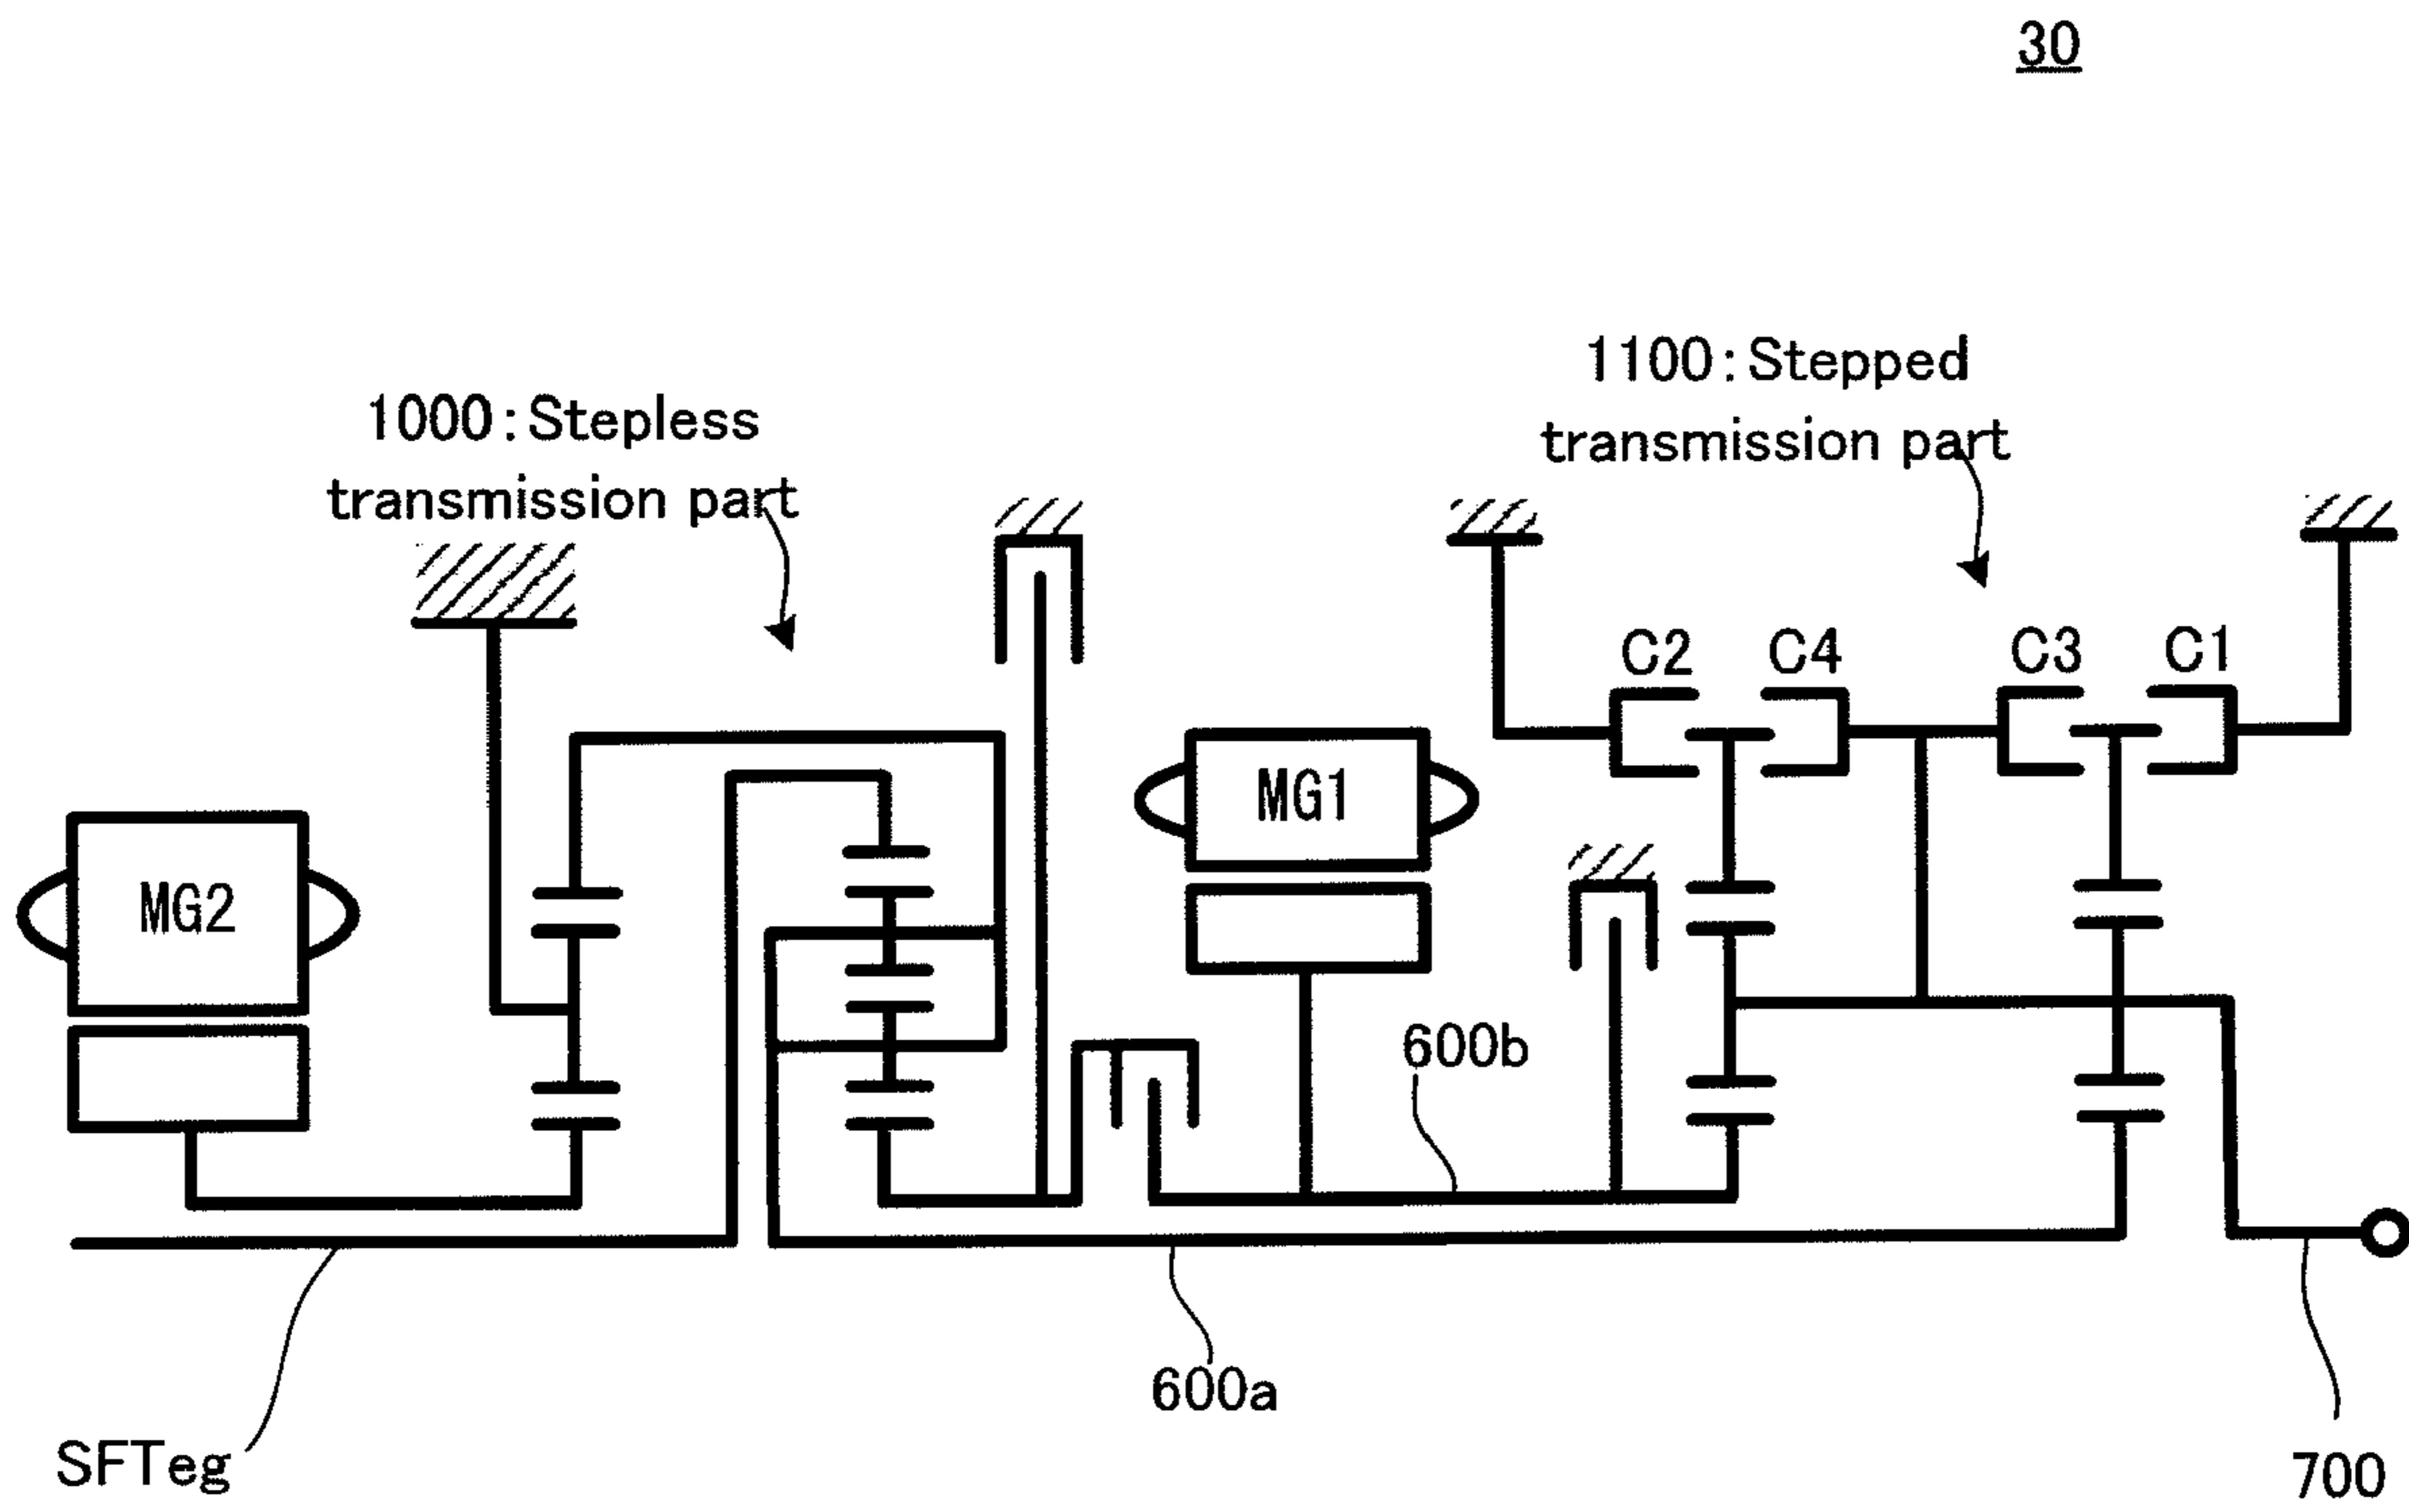 30
1100:Stepped
transmission part
1000:Stepless
transmission part
C2
C4
C3
C1
MG1
MG2
600b
600a
SFTeg
700